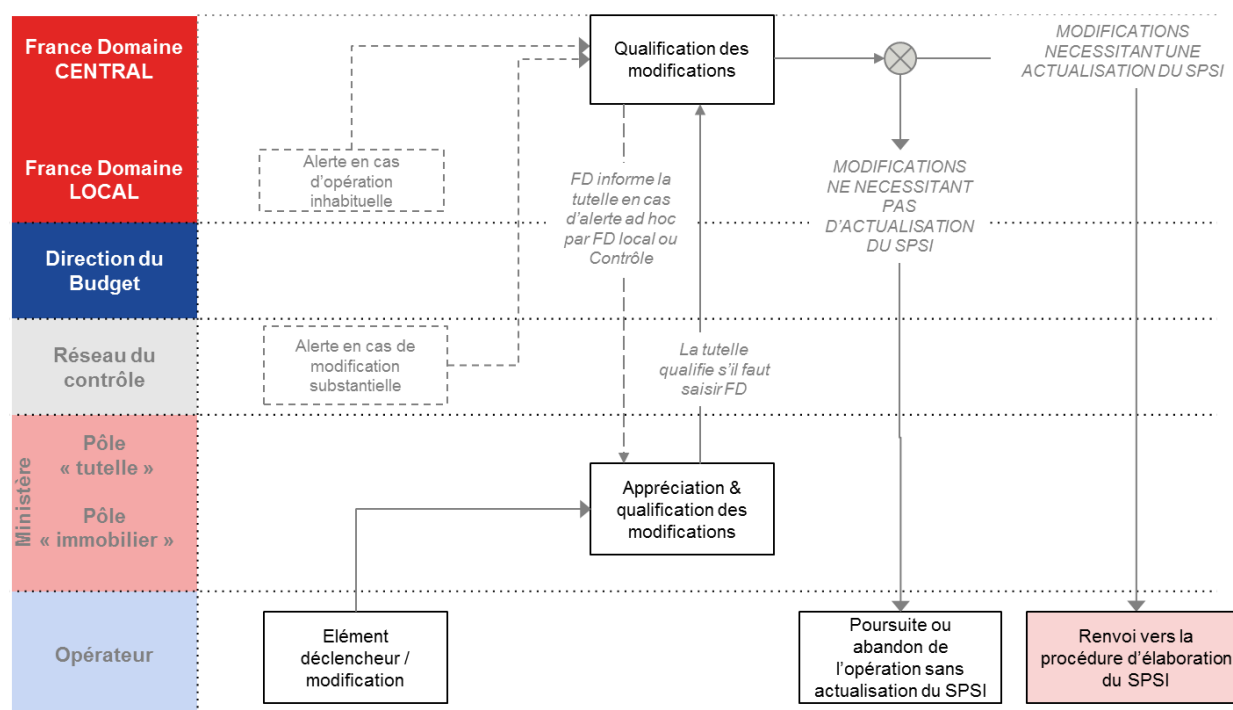 France Domaine
CENTRAL
France Domaine
LOCAL
Direction du
Budget
Réseau du
contrôle
Ministère
Pôle
« tutelle »
Pôle
« immobilier »
Opérateur
Qualification des
modifications
MODIFICATIONS
NECESSITANT UNE
ACTUALISATION DU SPSI
Alerte en cas
d'opération
inhabituelle
FD informe la
tutelle en cas
d'alerte ad hoc
par FD local ou
Contrôle
MODIFICATIONS
NE NECESSITANT
PAS
D'ACTUALISATION
DU SPSI
Alerte en cas de
modification
substantielle
La tutelle
qualifie s'il faut
saisir FD
Appréciation &
qualification des
modifications
Elément
déclencheur /
modification
Poursuite ou
abandon de
l'opération sans
actualisation du SPSI
Renvoi vers la
procédure d'élaboration
du SPSI